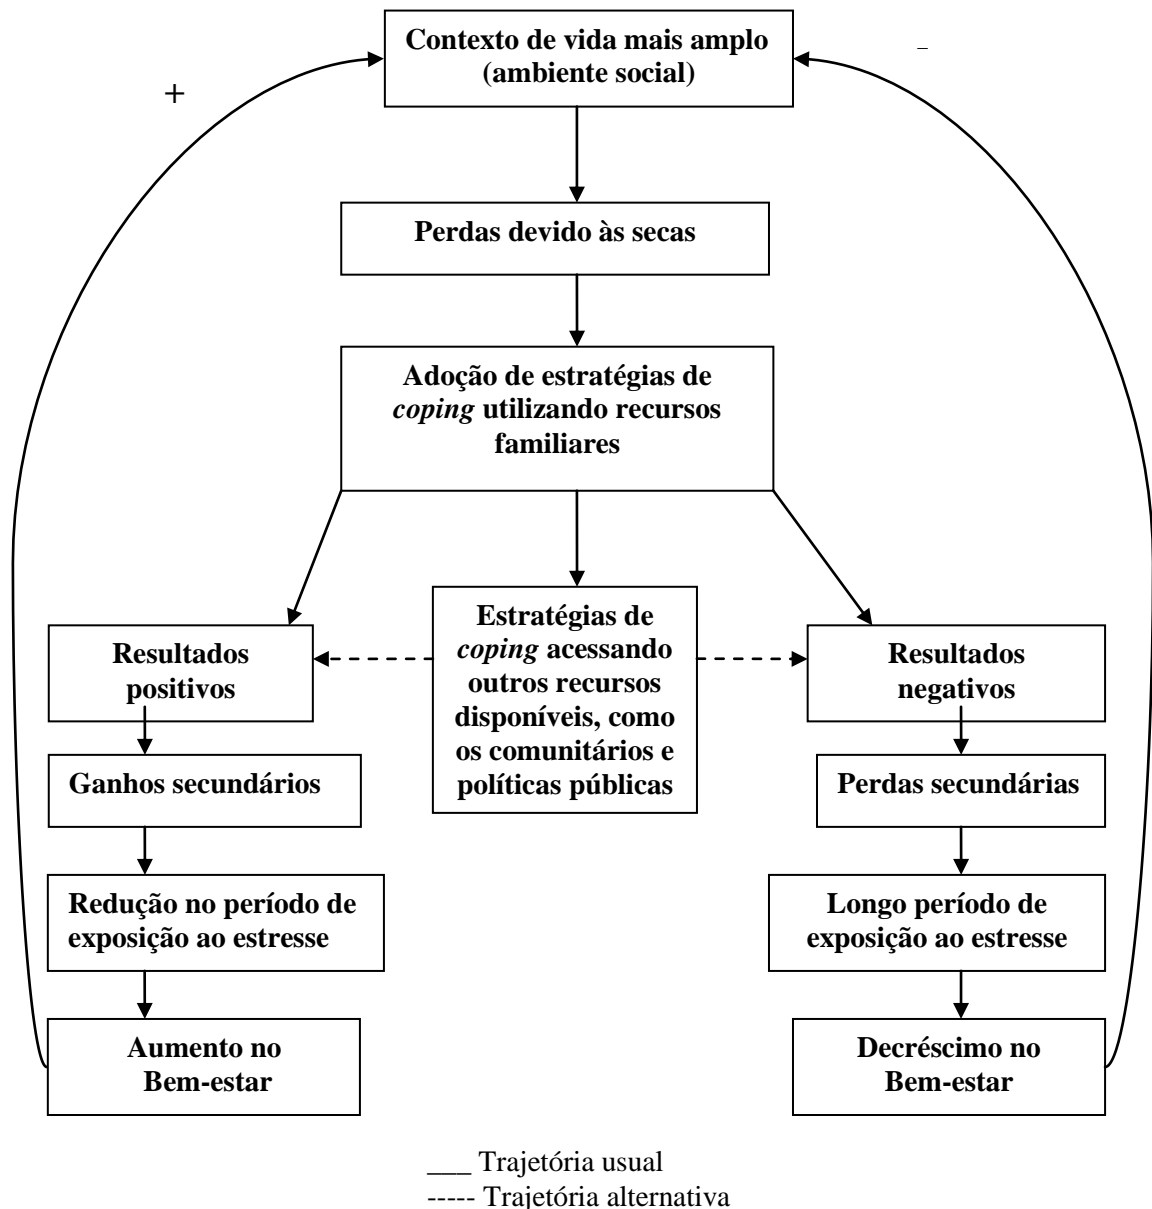 Contexto de vida mais amplo
(ambiente social)
+
–
Perdas devido às secas
Adoção de estratégias de
coping utilizando recursos
familiares
Resultados
positivos
Estratégias de
coping acessando
outros recursos
disponíveis, como
os comunitários e
políticas públicas
Resultados
negativos
Ganhos secundários
Perdas secundárias
Redução no período de
exposição ao estresse
Longo período de
exposição ao estresse
Aumento no
Bem-estar
Decréscimo no
Bem-estar
___ Trajetória usual
----- Trajetória alternativa